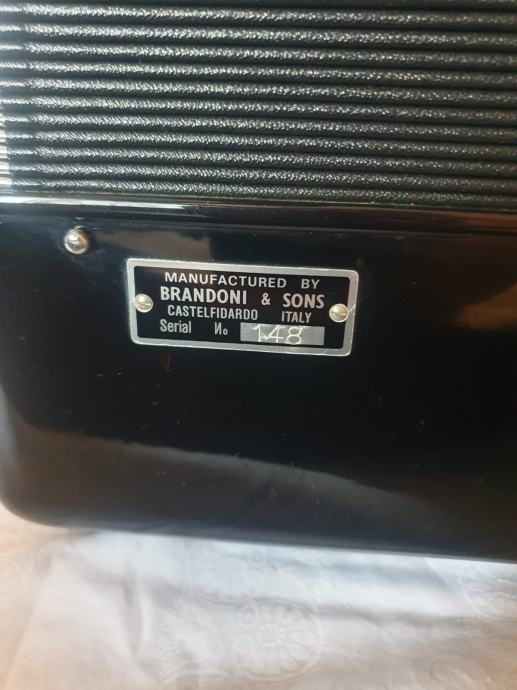 MANUFACTURED BY
BRANDONI & SONS
CASTELFIDARDO ITALY
Serial No 148